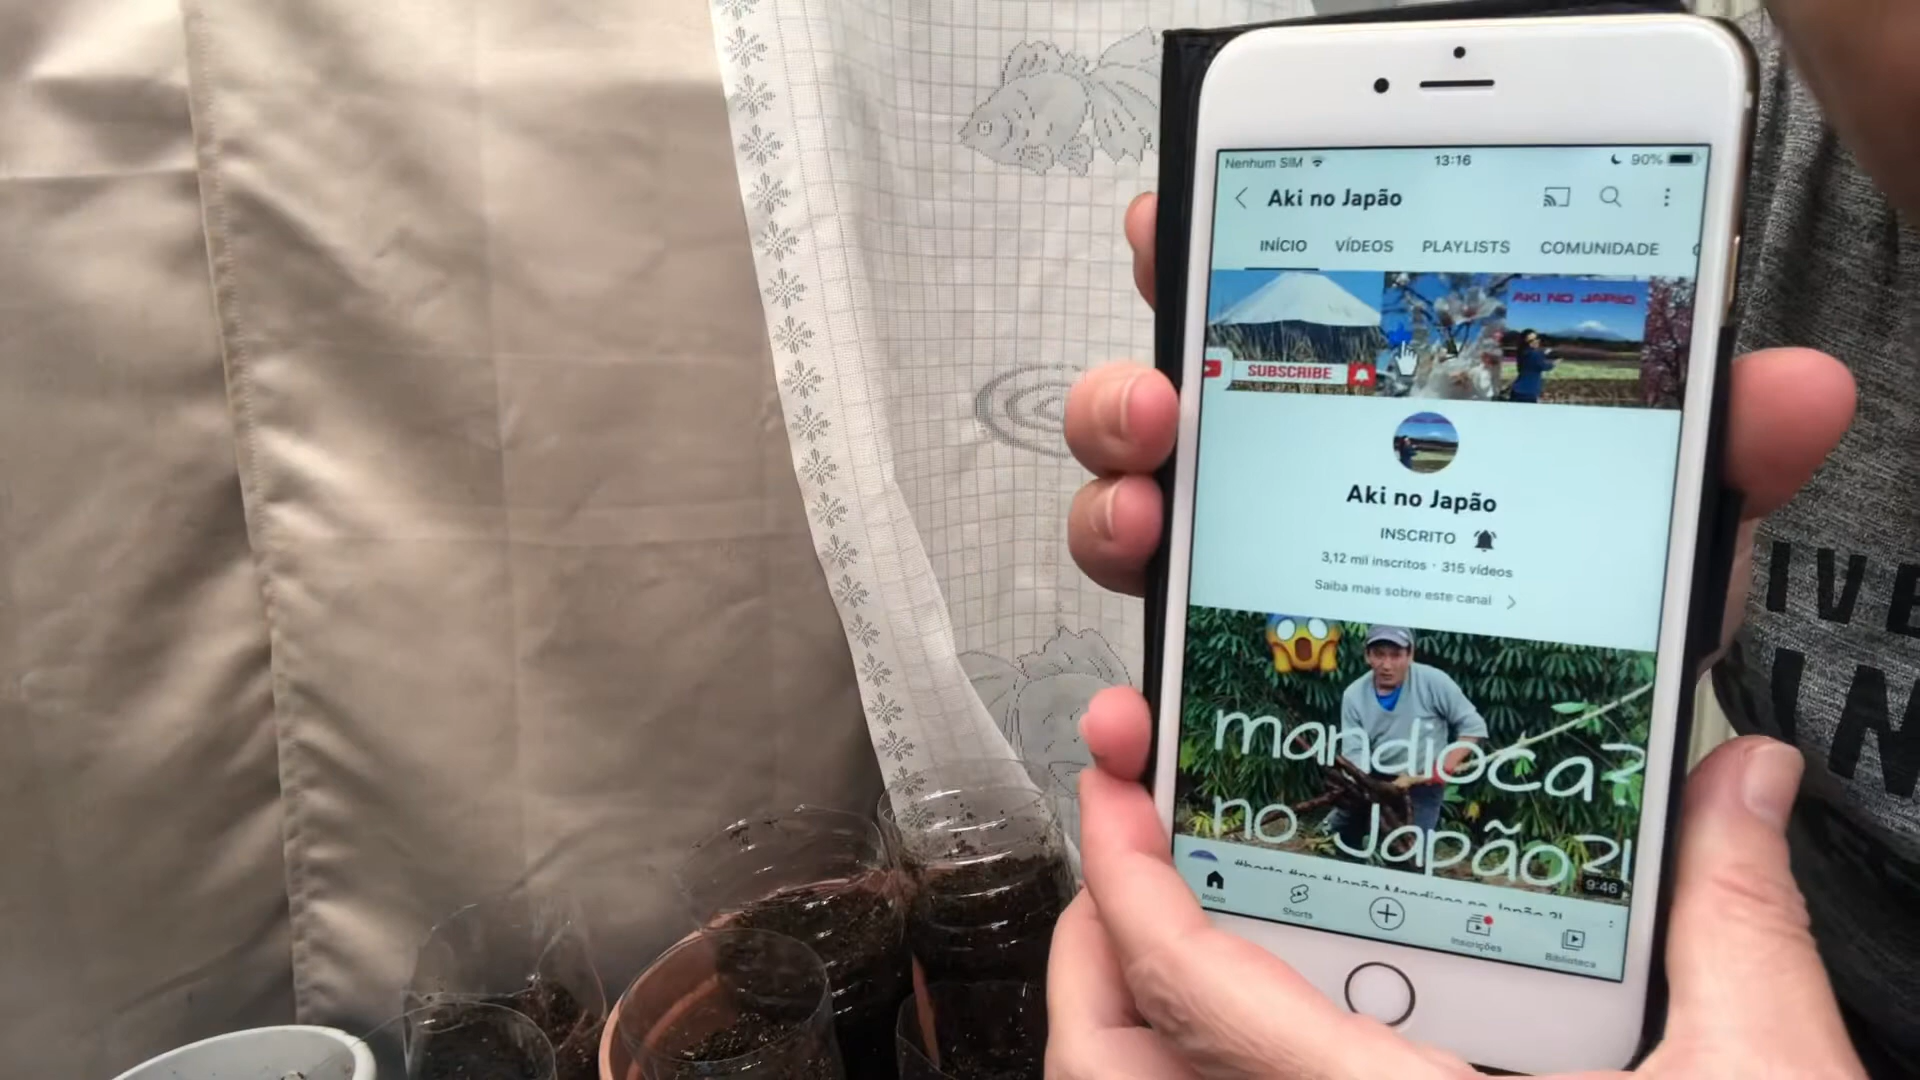 Nenhum SIM 13:16 90%
Aki no Japão
INÍCIO VÍDEOS PLAYLISTS COMUNIDADE
AKI NO JAPÃO
SUBSCRIBE
Aki no Japão
INSCRITO
3,12 mil inscritos · 315 vídeos
Saiba mais sobre este canal
mandioca?
no Japão?!
9:46
Início Shorts Inscrições Biblioteca
IVE
IN